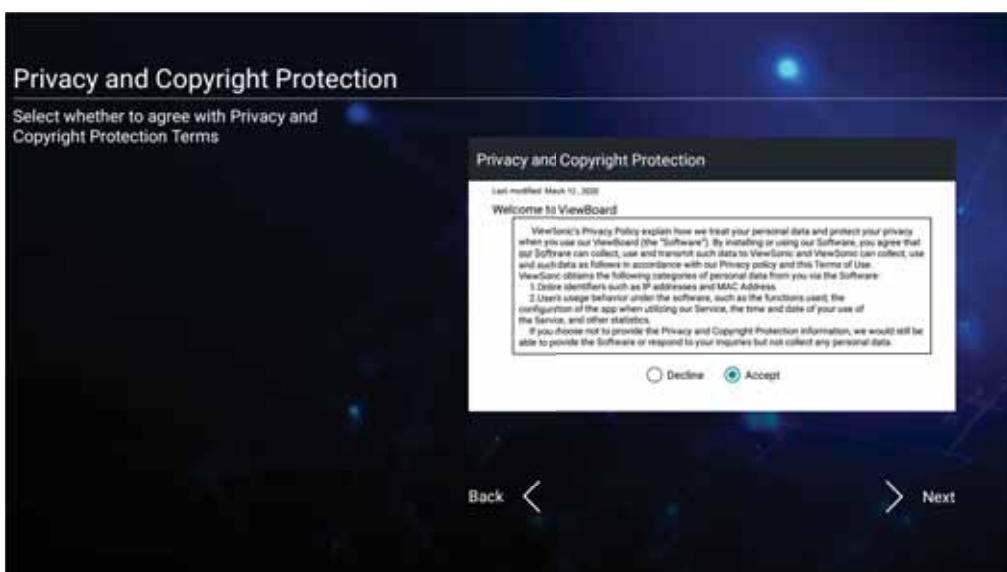 Privacy and Copyright Protection
Select whether to agree with Privacy and
Copyright Protection Terms
Privacy and Copyright Protection
Last modified: March 12, 2020
Welcome to ViewBoard
ViewSonic's Privacy Policy explain how we treat your personal data and protect your privacy
when you use our ViewBoard (the "Software"). By installing or using our Software, you agree that
our Software can collect, use and transmit such data to ViewSonic and ViewSonic can collect, use
and such data as follows in accordance with our Privacy policy and this Terms of Use.
ViewSonic obtains the following categories of personal data from you via the Software:
1.Online identifiers such as IP addresses and MAC Address
2.User's usage behavior under the software, such as the functions used, the
configuration of the app when utilizing our Service, the time and date of your use of
the Service, and other statistics.
If you choose not to provide the Privacy and Copyright Protection information, we would still be
able to provide the Software or respond to your inquiries but not collect any personal data.
Decline Accept
Back Next